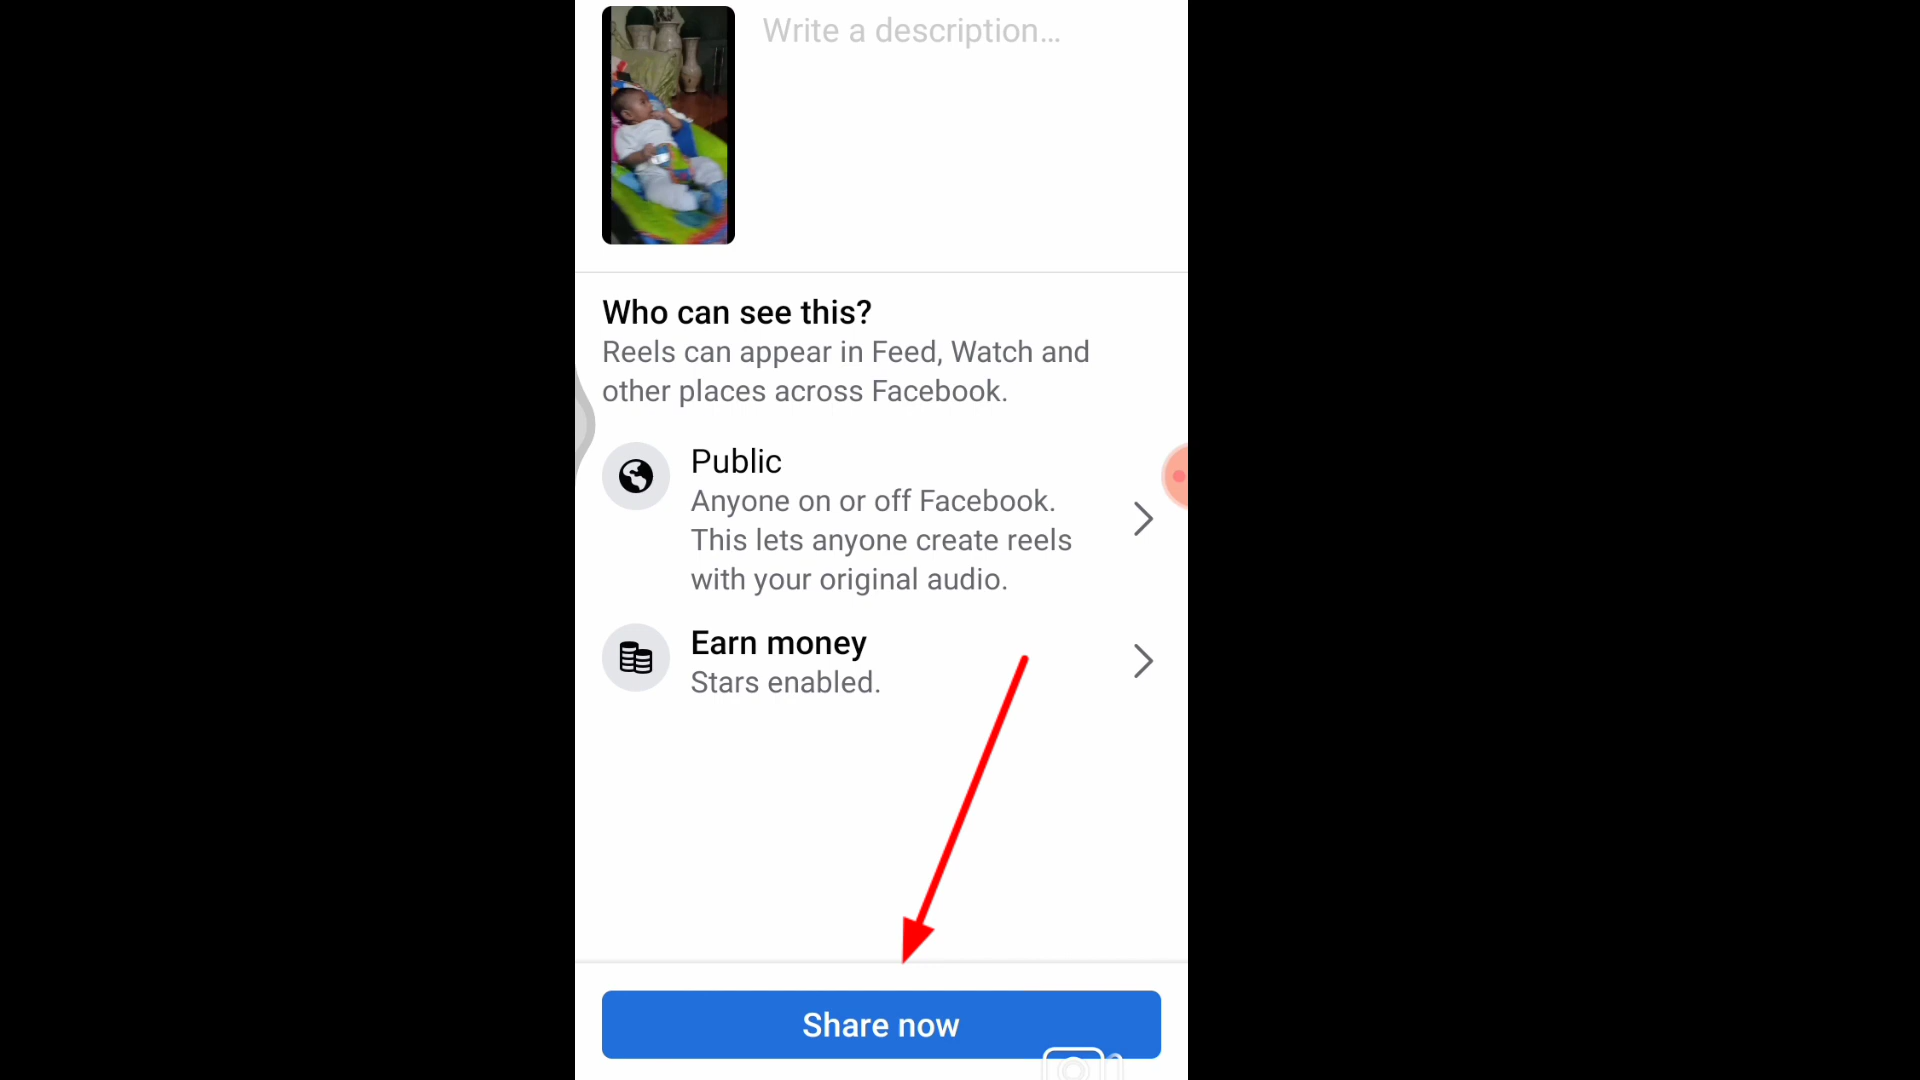 Write a description...
Who can see this?
Reels can appear in Feed, Watch and
other places across Facebook.
Public
Anyone on or off Facebook.
This lets anyone create reels
with your original audio.
Earn money
Stars enabled.
Share now